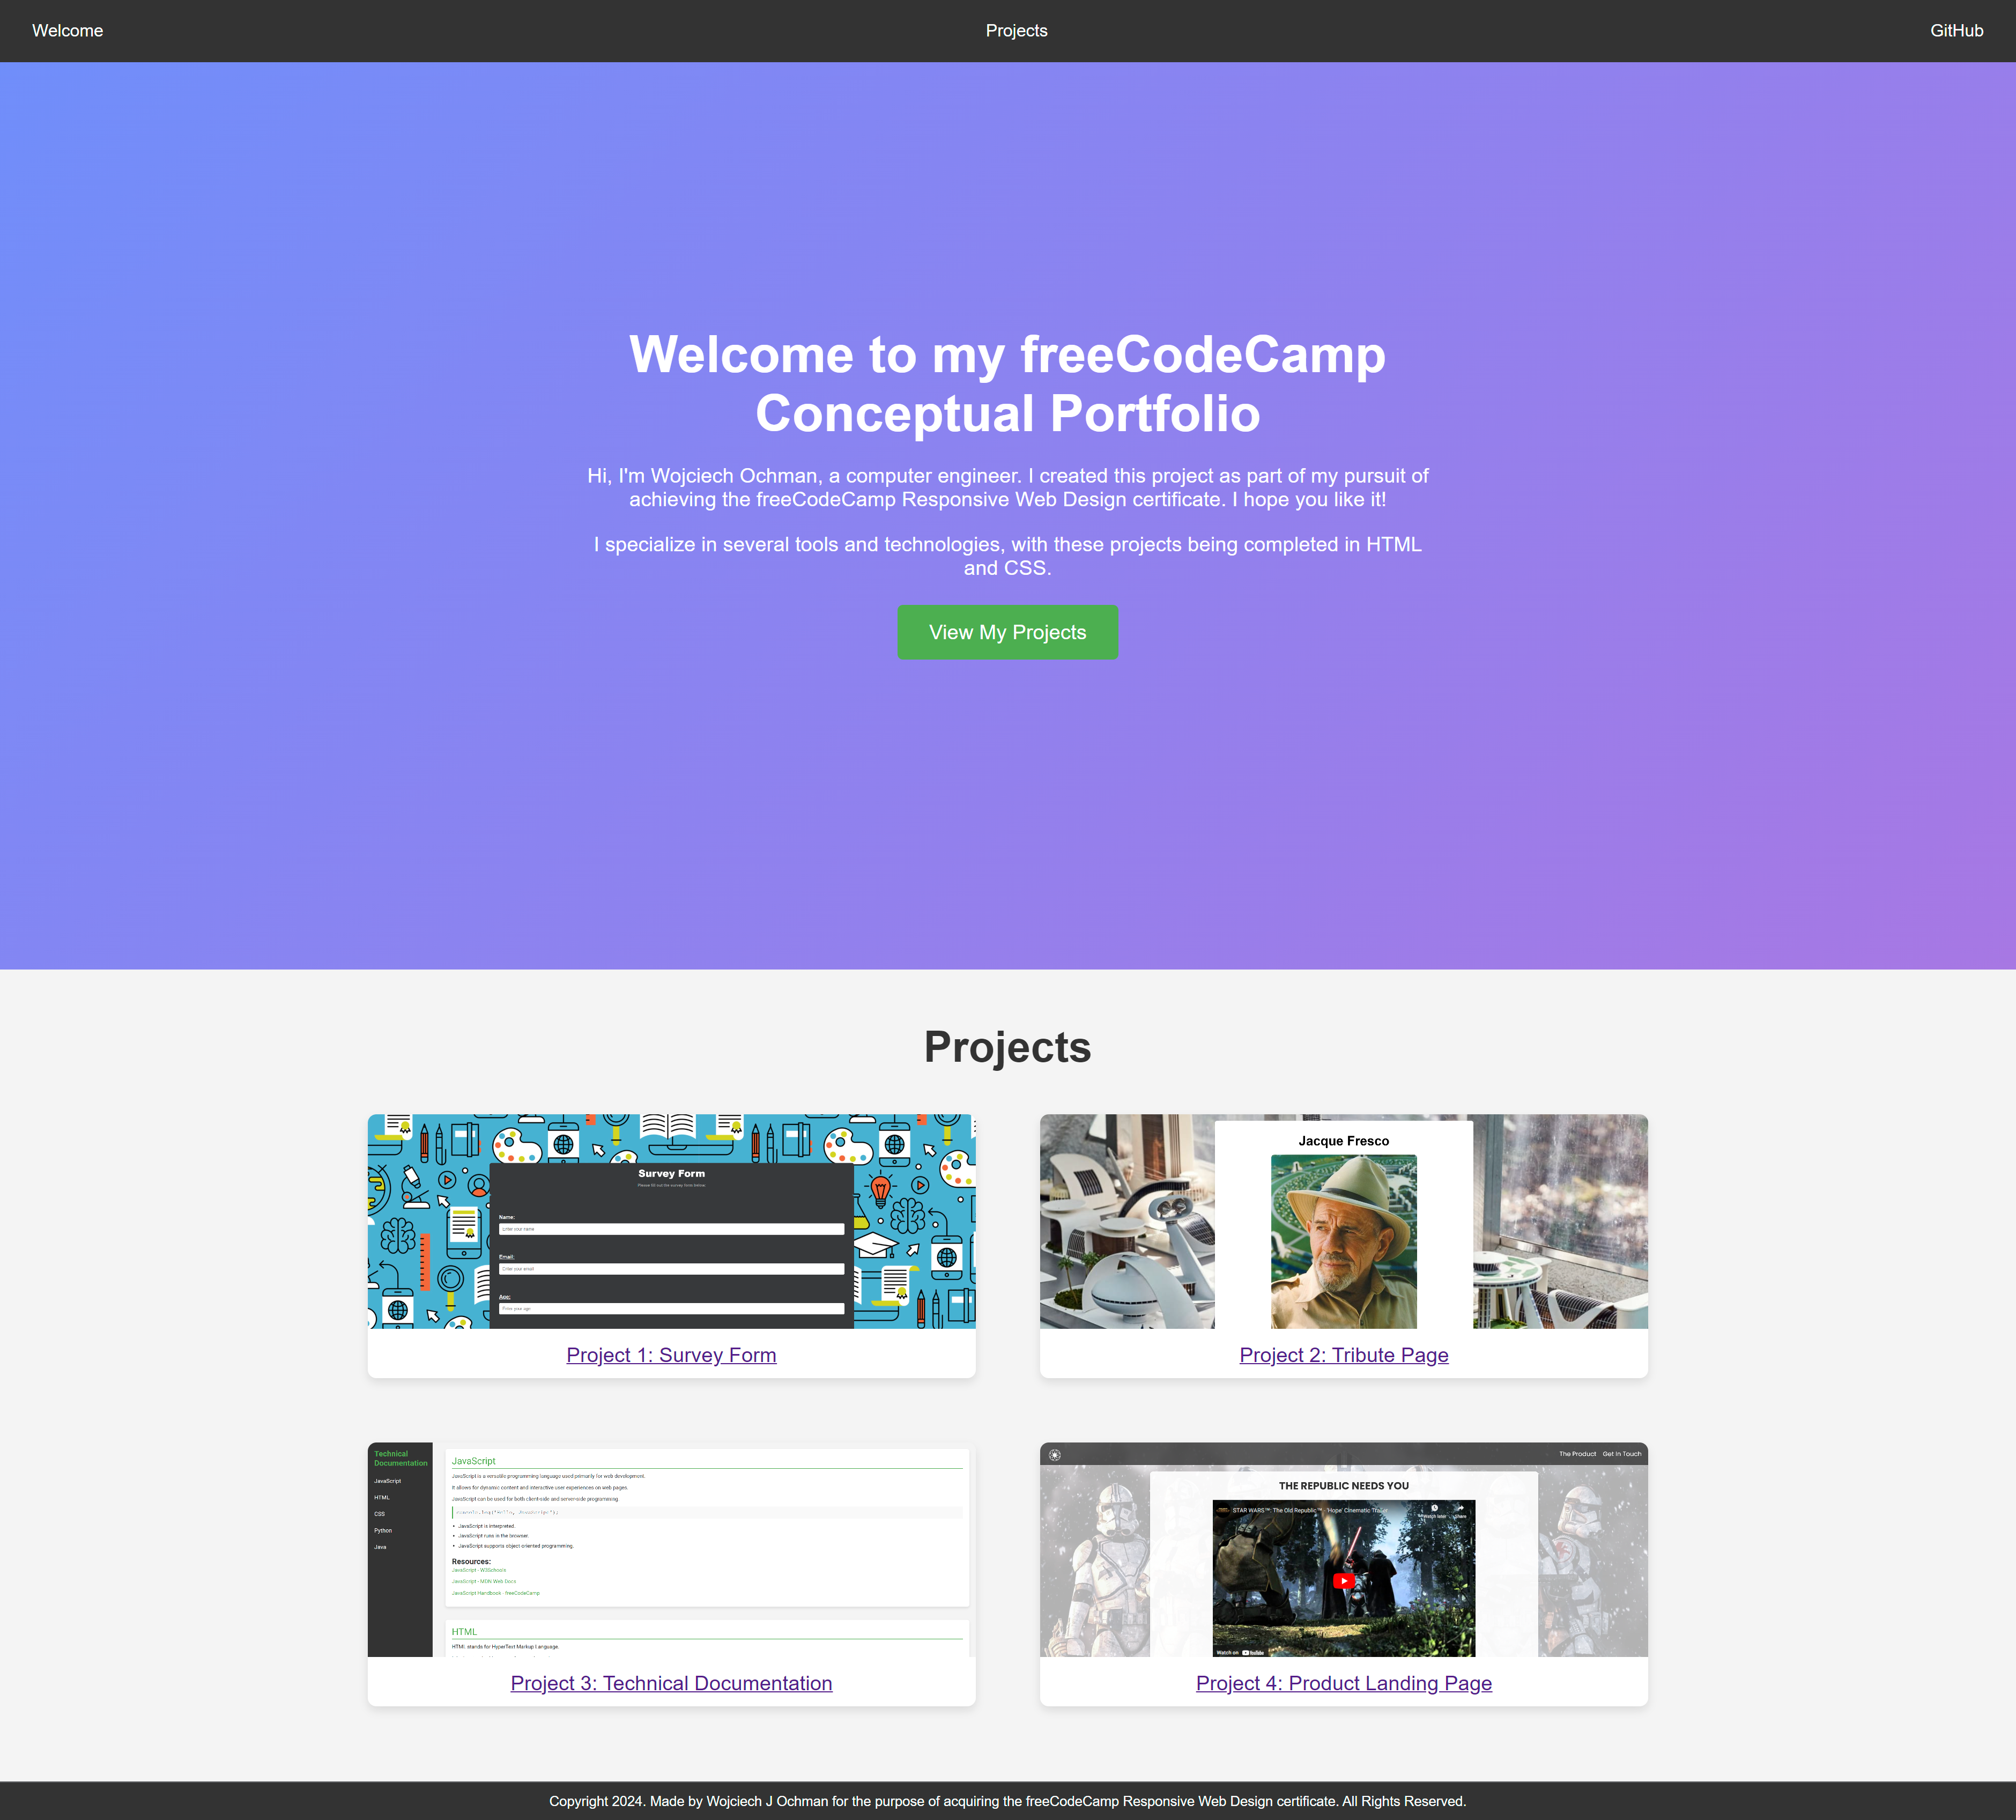 Welcome
Projects
GitHub
Welcome to my freeCodeCamp
Conceptual Portfolio
Hi, I'm Wojciech Ochman, a computer engineer. I created this project as part of my pursuit of
achieving the freeCodeCamp Responsive Web Design certificate. I hope you like it!
I specialize in several tools and technologies, with these projects being completed in HTML
and CSS.
View My Projects
Projects
Survey Form
Please fill out the survey form below.
Name:
Enter your name
Email:
Enter your email
Age:
Enter your age
Project 1: Survey Form
Jacque Fresco
Project 2: Tribute Page
Technical
Documentation
JavaScript
HTML
CSS
Python
Java
JavaScript
JavaScript is a versatile programming language used primarily for web development.
It allows for dynamic content and interactive user experiences on web pages.
JavaScript can be used for both client-side and server-side programming
console.log("Hello, JavaScript");
JavaScript is interpreted.
JavaScript runs in the browser.
JavaScript supports object oriented programming.
Resources:
JavaScript - W3Schools
JavaScript - MDN Web Docs
JavaScript Handbook - freeCodeCamp
HTML
HTML stands for HyperText Markup Language.
Project 3: Technical Documentation
The Product
Get In Touch
THE REPUBLIC NEEDS YOU
STAR WARS™: The Old Republic™ - 'Hope' Cinematic Trailer
Watch later
Share
Watch on YouTube
Project 4: Product Landing Page
Copyright 2024. Made by Wojciech J Ochman for the purpose of acquiring the freeCodeCamp Responsive Web Design certificate. All Rights Reserved.